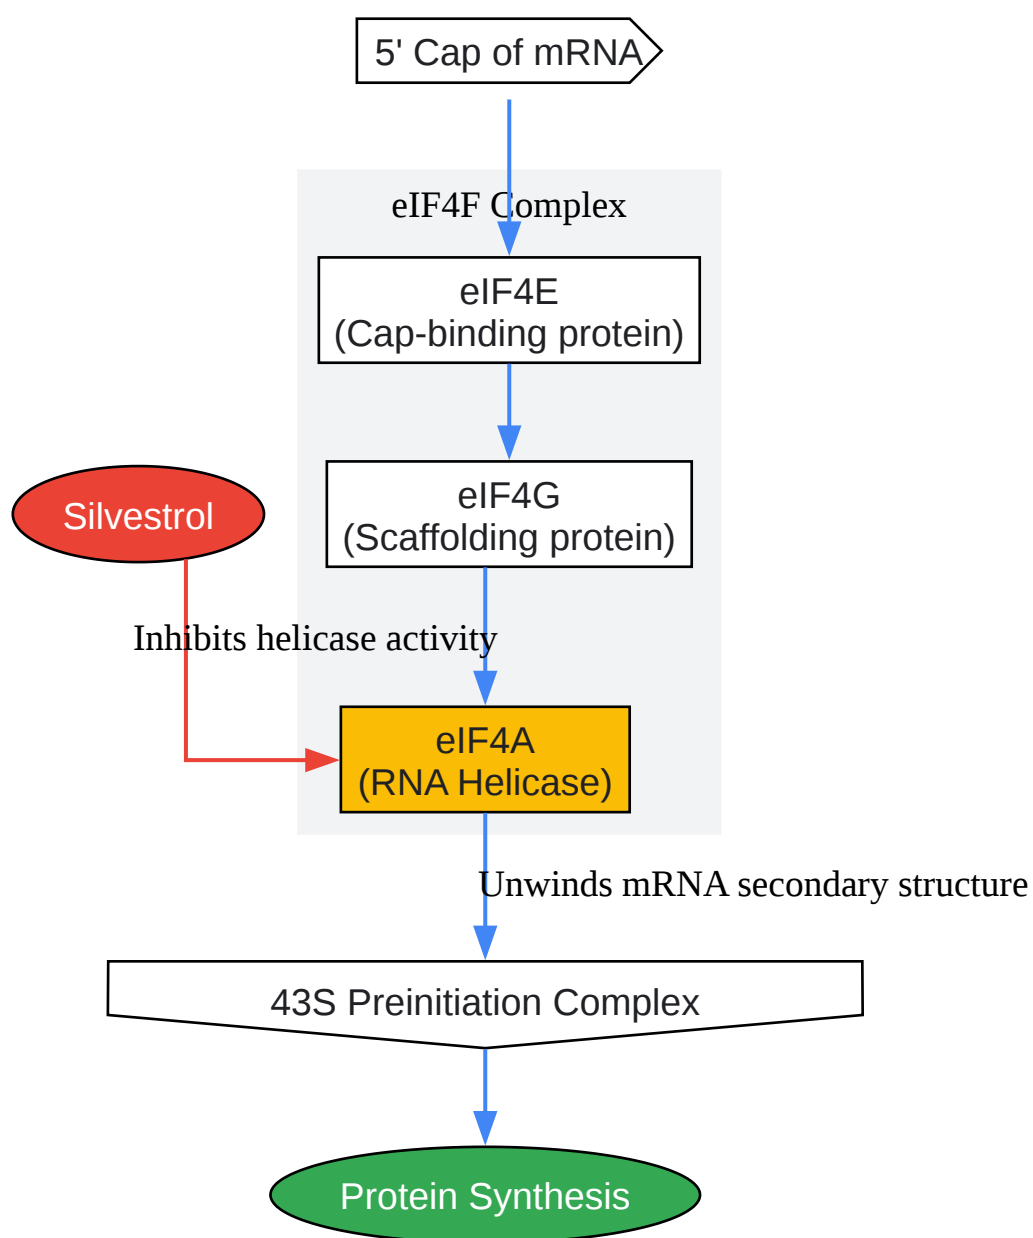 5' Cap of mRNA
eIF4F Complex
eIF4E
(Cap-binding protein)
eIF4G
(Scaffolding protein)
Silvestrol
Inhibits helicase activity
eIF4A
(RNA Helicase)
Unwinds mRNA secondary structure
43S Preinitiation Complex
Protein Synthesis